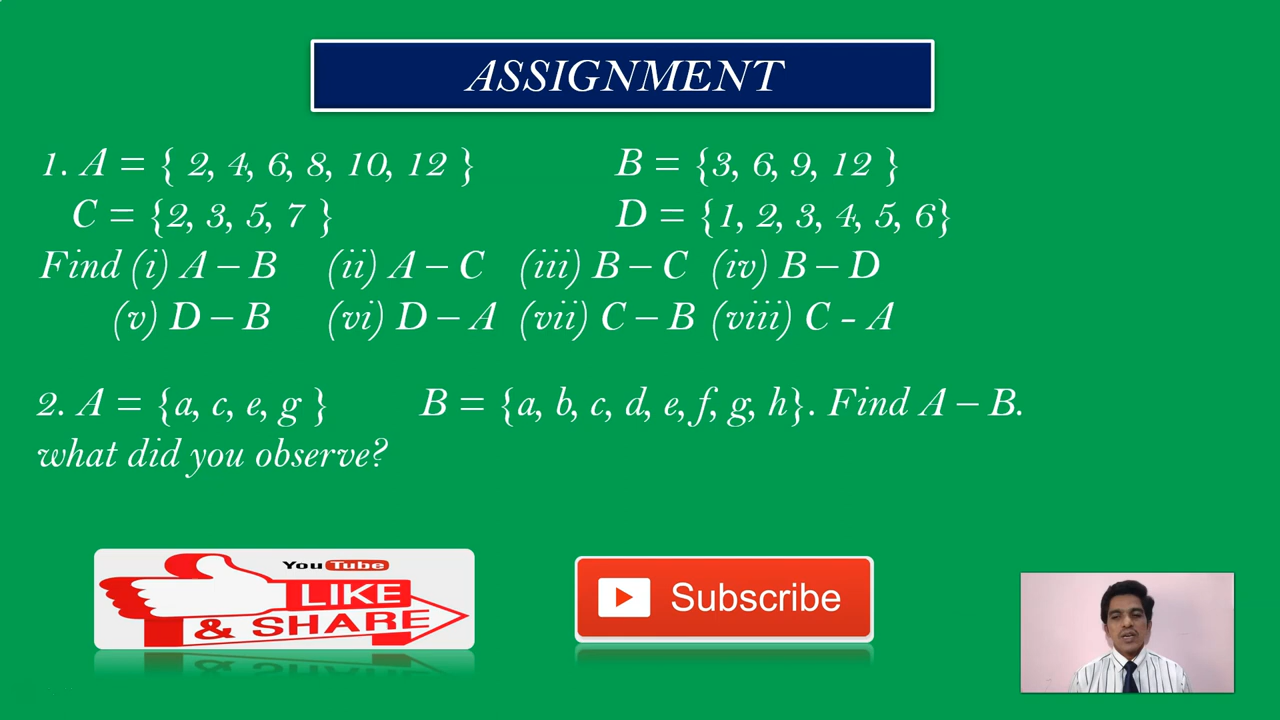 ASSIGNMENT
1. A = { 2, 4, 6, 8, 10, 12 } B = {3, 6, 9, 12 }
C = {2, 3, 5, 7 } D = {1, 2, 3, 4, 5, 6}
Find (i) A – B (ii) A – C (iii) B – C (iv) B – D
(v) D – B (vi) D – A (vii) C – B (viii) C - A
2. A = {a, c, e, g } B = {a, b, c, d, e, f, g, h}. Find A – B.
what did you observe?
YouTube
LIKE
& SHARE
Subscribe